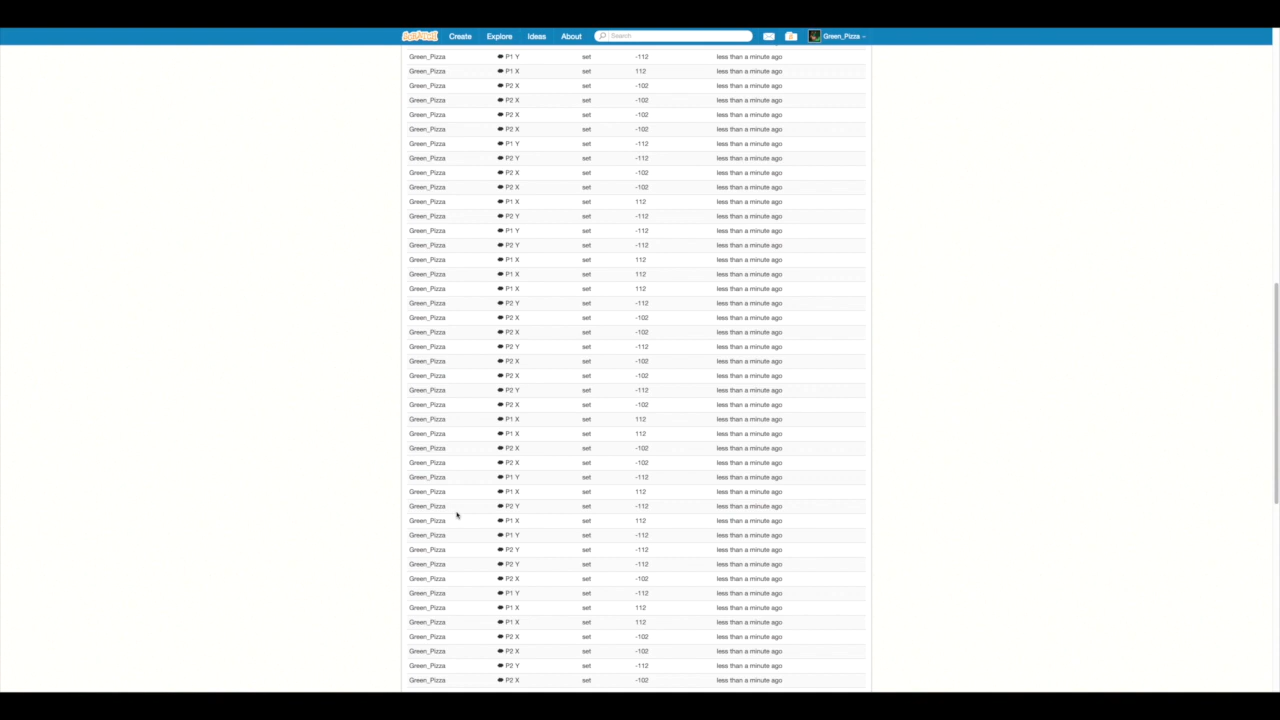 SCRATCH Create Explore Ideas About Search Green_Pizza
Green_Pizza P1 Y set -112 less than a minute ago
Green_Pizza P1 X set 112 less than a minute ago
Green_Pizza P2 X set -102 less than a minute ago
Green_Pizza P2 X set -102 less than a minute ago
Green_Pizza P2 X set -102 less than a minute ago
Green_Pizza P2 X set -102 less than a minute ago
Green_Pizza P1 Y set -112 less than a minute ago
Green_Pizza P2 Y set -112 less than a minute ago
Green_Pizza P2 X set -102 less than a minute ago
Green_Pizza P2 X set -102 less than a minute ago
Green_Pizza P1 X set 112 less than a minute ago
Green_Pizza P2 Y set -112 less than a minute ago
Green_Pizza P1 Y set -112 less than a minute ago
Green_Pizza P2 Y set -112 less than a minute ago
Green_Pizza P1 X set 112 less than a minute ago
Green_Pizza P1 X set 112 less than a minute ago
Green_Pizza P1 X set 112 less than a minute ago
Green_Pizza P2 Y set -112 less than a minute ago
Green_Pizza P2 X set -102 less than a minute ago
Green_Pizza P2 X set -102 less than a minute ago
Green_Pizza P2 Y set -112 less than a minute ago
Green_Pizza P2 X set -102 less than a minute ago
Green_Pizza P2 X set -102 less than a minute ago
Green_Pizza P2 Y set -112 less than a minute ago
Green_Pizza P2 X set -102 less than a minute ago
Green_Pizza P1 X set 112 less than a minute ago
Green_Pizza P1 X set 112 less than a minute ago
Green_Pizza P2 X set -102 less than a minute ago
Green_Pizza P2 X set -102 less than a minute ago
Green_Pizza P1 Y set -112 less than a minute ago
Green_Pizza P1 X set 112 less than a minute ago
Green_Pizza P2 Y set -112 less than a minute ago
Green_Pizza P1 X set 112 less than a minute ago
Green_Pizza P1 Y set -112 less than a minute ago
Green_Pizza P2 Y set -112 less than a minute ago
Green_Pizza P2 Y set -112 less than a minute ago
Green_Pizza P2 X set -102 less than a minute ago
Green_Pizza P1 Y set -112 less than a minute ago
Green_Pizza P1 X set 112 less than a minute ago
Green_Pizza P1 X set 112 less than a minute ago
Green_Pizza P2 X set -102 less than a minute ago
Green_Pizza P2 X set -102 less than a minute ago
Green_Pizza P2 Y set -112 less than a minute ago
Green_Pizza P2 X set -102 less than a minute ago